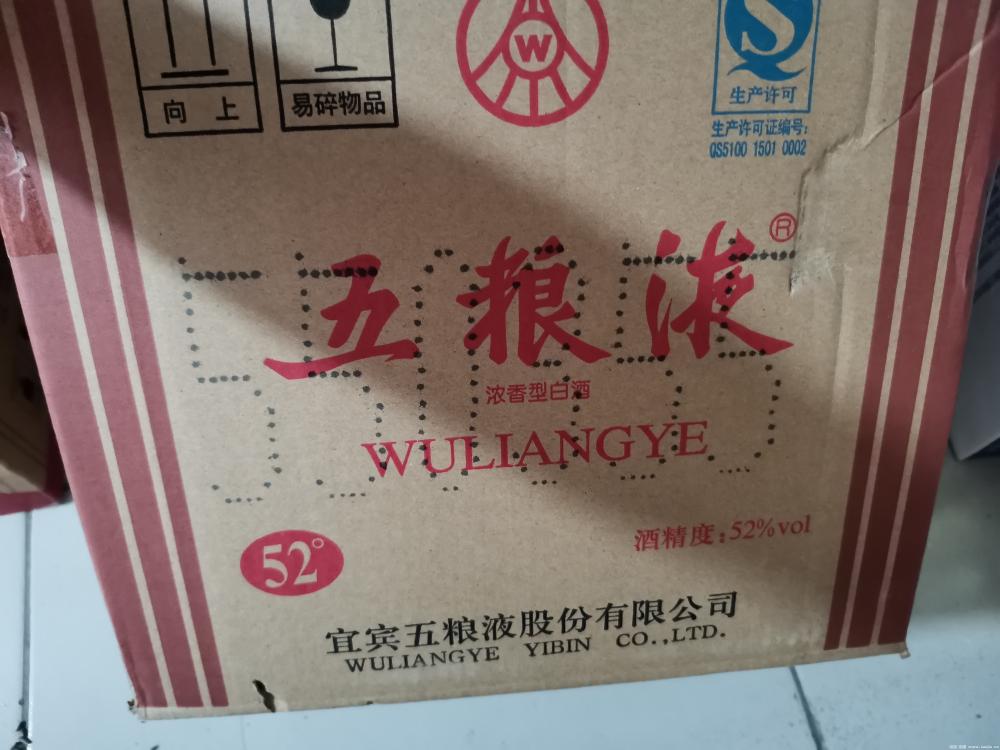 向 上
易碎物品
W
QS
生产许可
生产许可证编号:
QS5100 1501 0002
五粮液®
浓香型白酒
WULIANGYE
52°
酒精度:52%vol
宜宾五粮液股份有限公司
WULIANGYE YIBIN CO.,LTD.